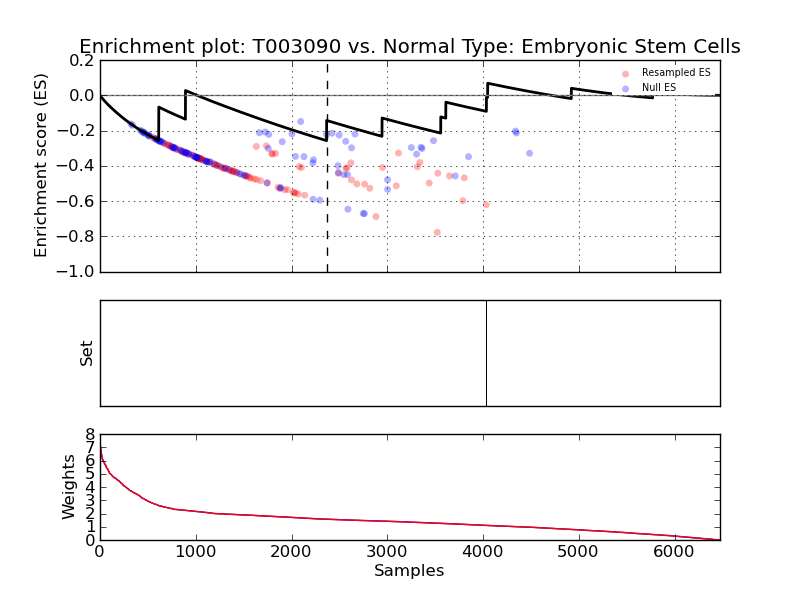 Enrichment plot: T003090 vs. Normal Type: Embryonic Stem Cells
0.2
0.0
−0.2
−0.4
−0.6
−0.8
−1.0
Enrichment score (ES)
Resampled ES
Null ES
Set
8
7
6
5
4
3
2
1
0
Weights
0 1000 2000 3000 4000 5000 6000
Samples